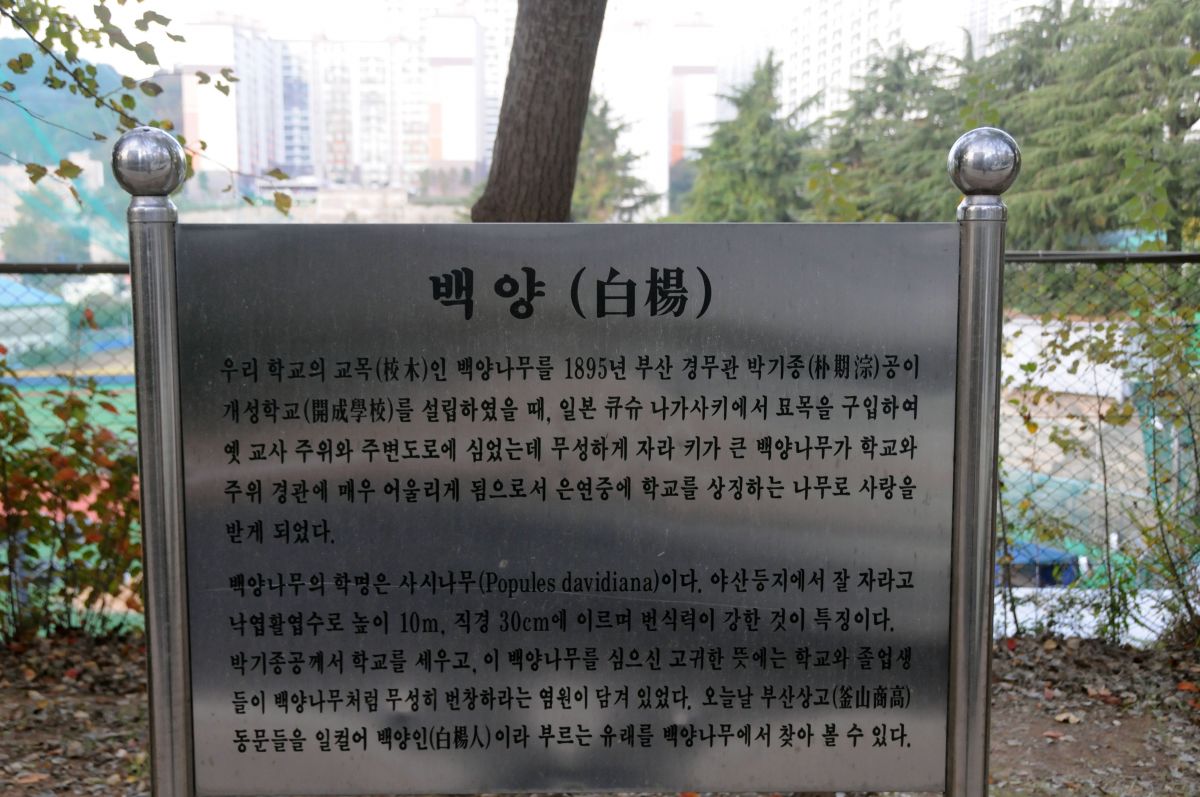 백양 (白楊)
우리 학교의 교목(校木)인 백양나무를 1895년 부산 경무관 박기종(朴期淙)공이
개성학교(開成學校)를 설립하였을 때, 일본 큐슈 나가사키에서 묘목을 구입하여
옛 교사 주위와 주변도로에 심었는데 무성하게 자라 키가 큰 백양나무가 학교와
주위 경관에 매우 어울리게 됨으로서 은연중에 학교를 상징하는 나무로 사랑을
받게 되었다.
백양나무의 학명은 사시나무(Popules davidiana)이다. 야산등지에서 잘 자라고
낙엽활엽수로 높이 10m, 직경 30cm에 이르며 번식력이 강한 것이 특징이다.
박기종공께서 학교를 세우고, 이 백양나무를 심으신 고귀한 뜻에는 학교와 졸업생
들이 백양나무처럼 무성히 번창하라는 염원이 담겨 있었다. 오늘날 부산상고(釜山商高)
동문들을 일컬어 백양인(白楊人)이라 부르는 유래를 백양나무에서 찾아 볼 수 있다.